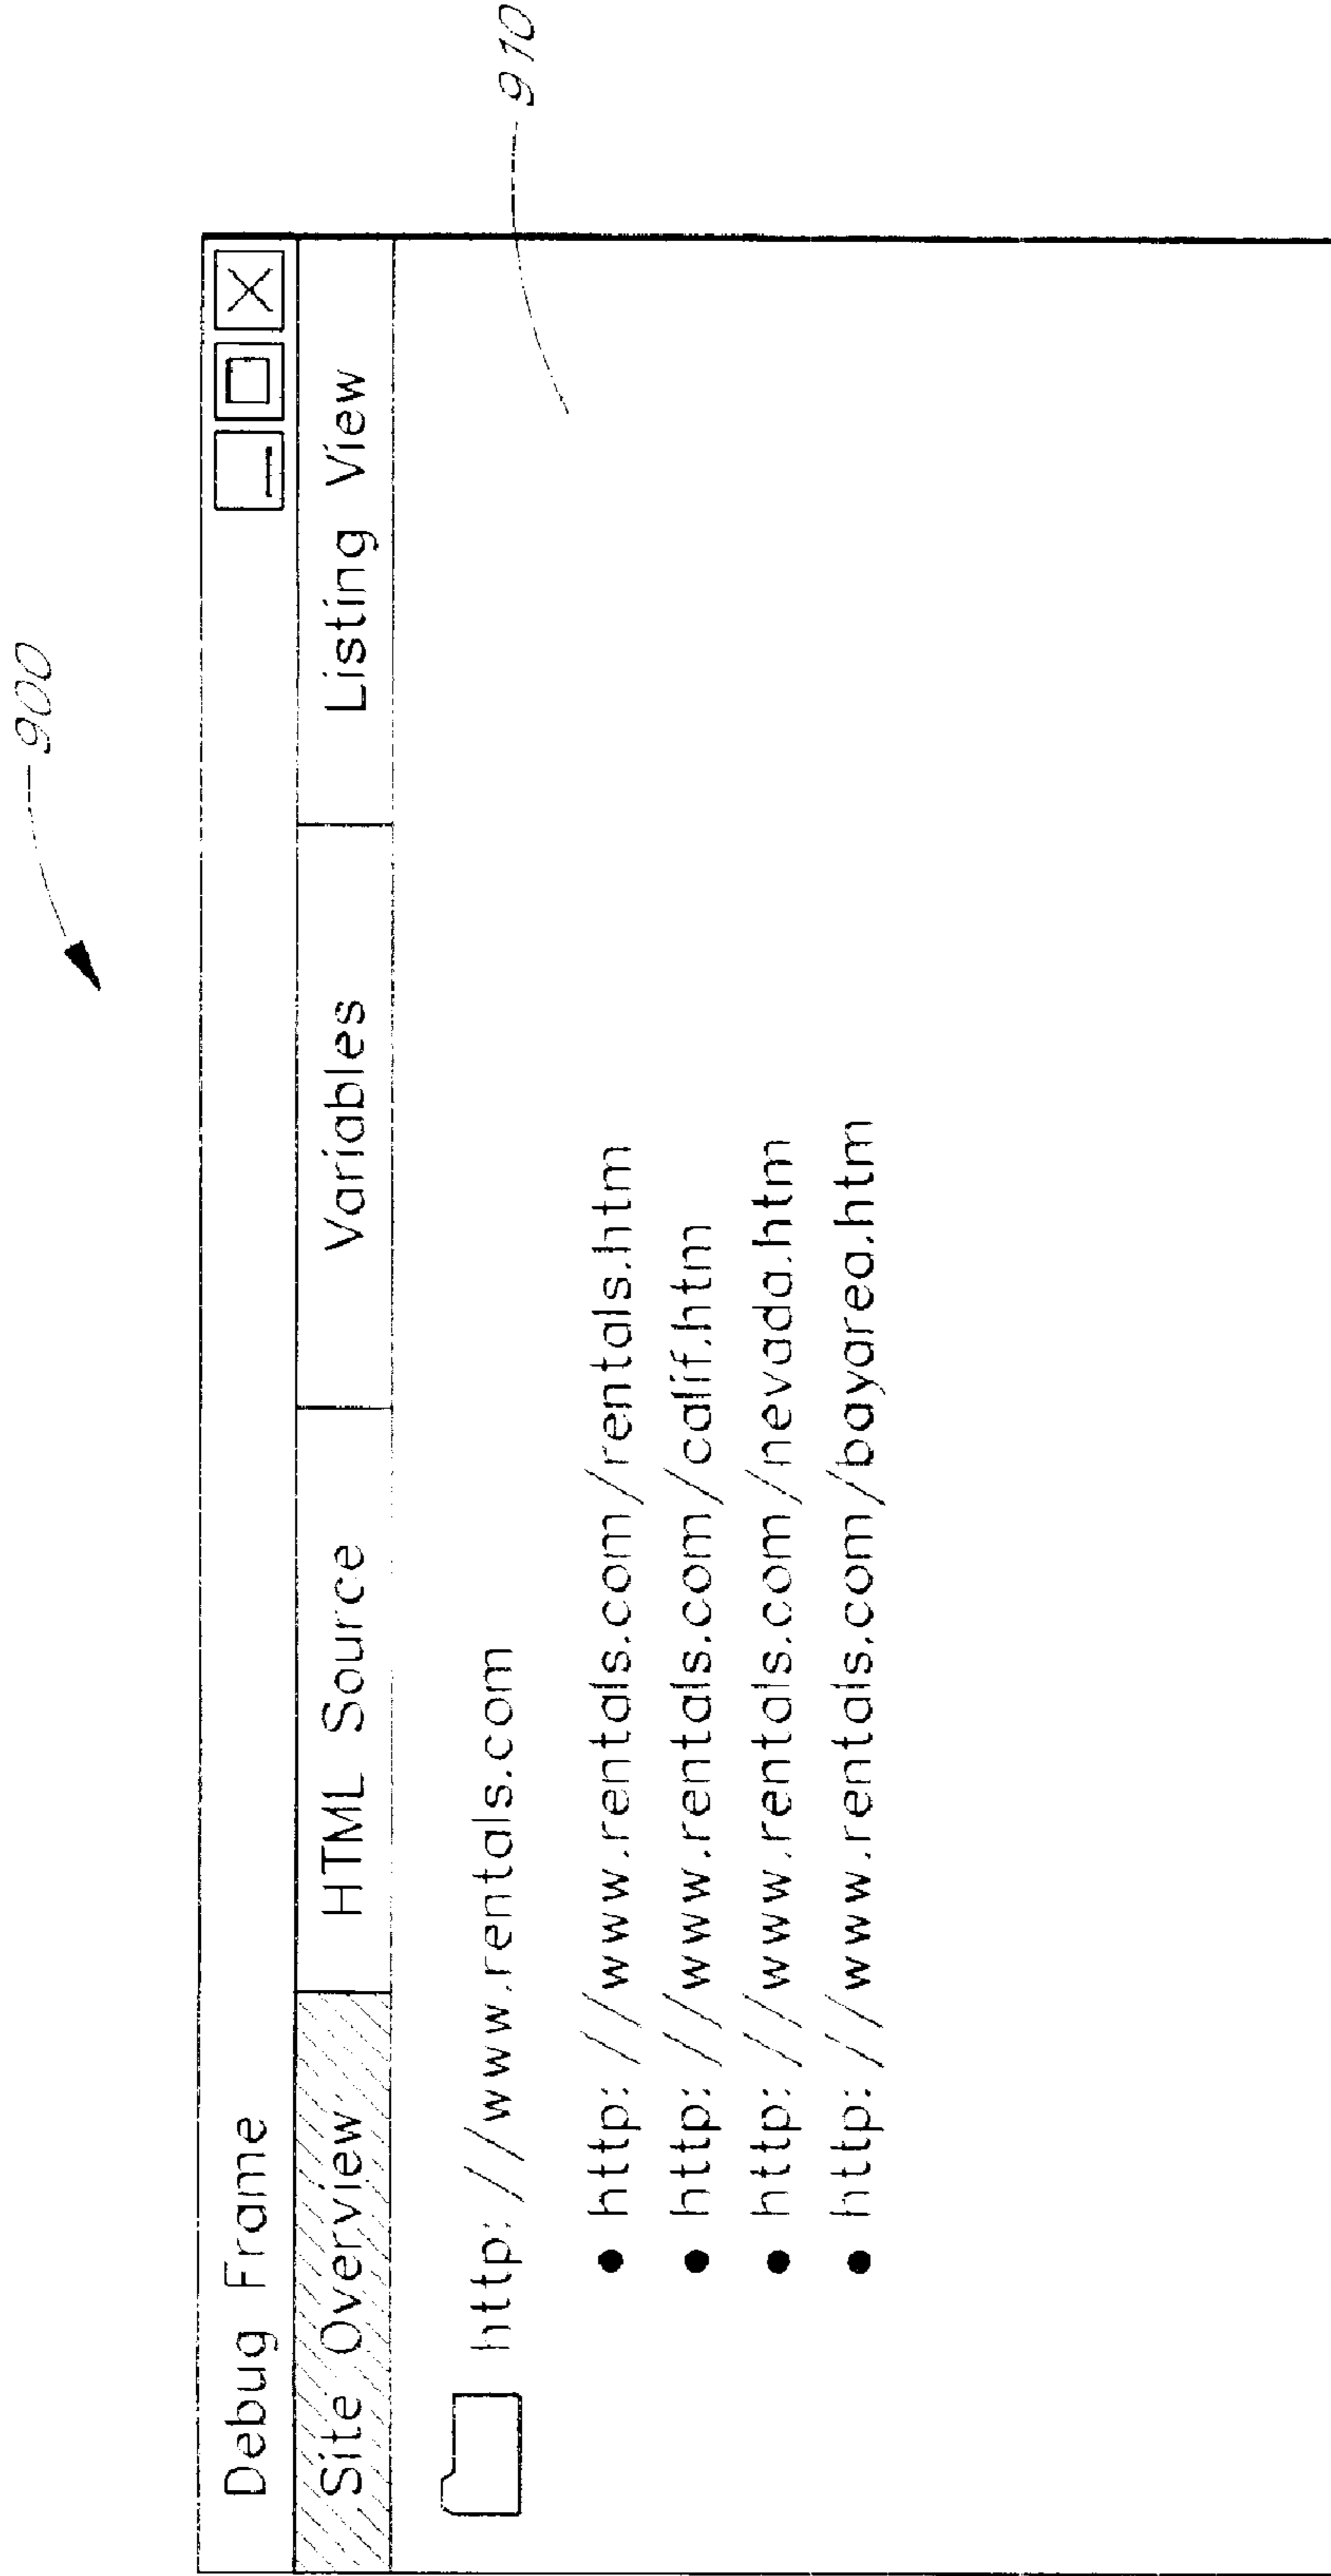 900
Debug Frame
Site Overview HTML Source Variables Listing View
910
http: //www.rentals.com
• http: //www.rentals.com/rentals.htm
• http: //www.rentals.com/calif.htm
• http: //www.rentals.com/nevada.htm
• http: //www.rentals.com/bayarea.htm